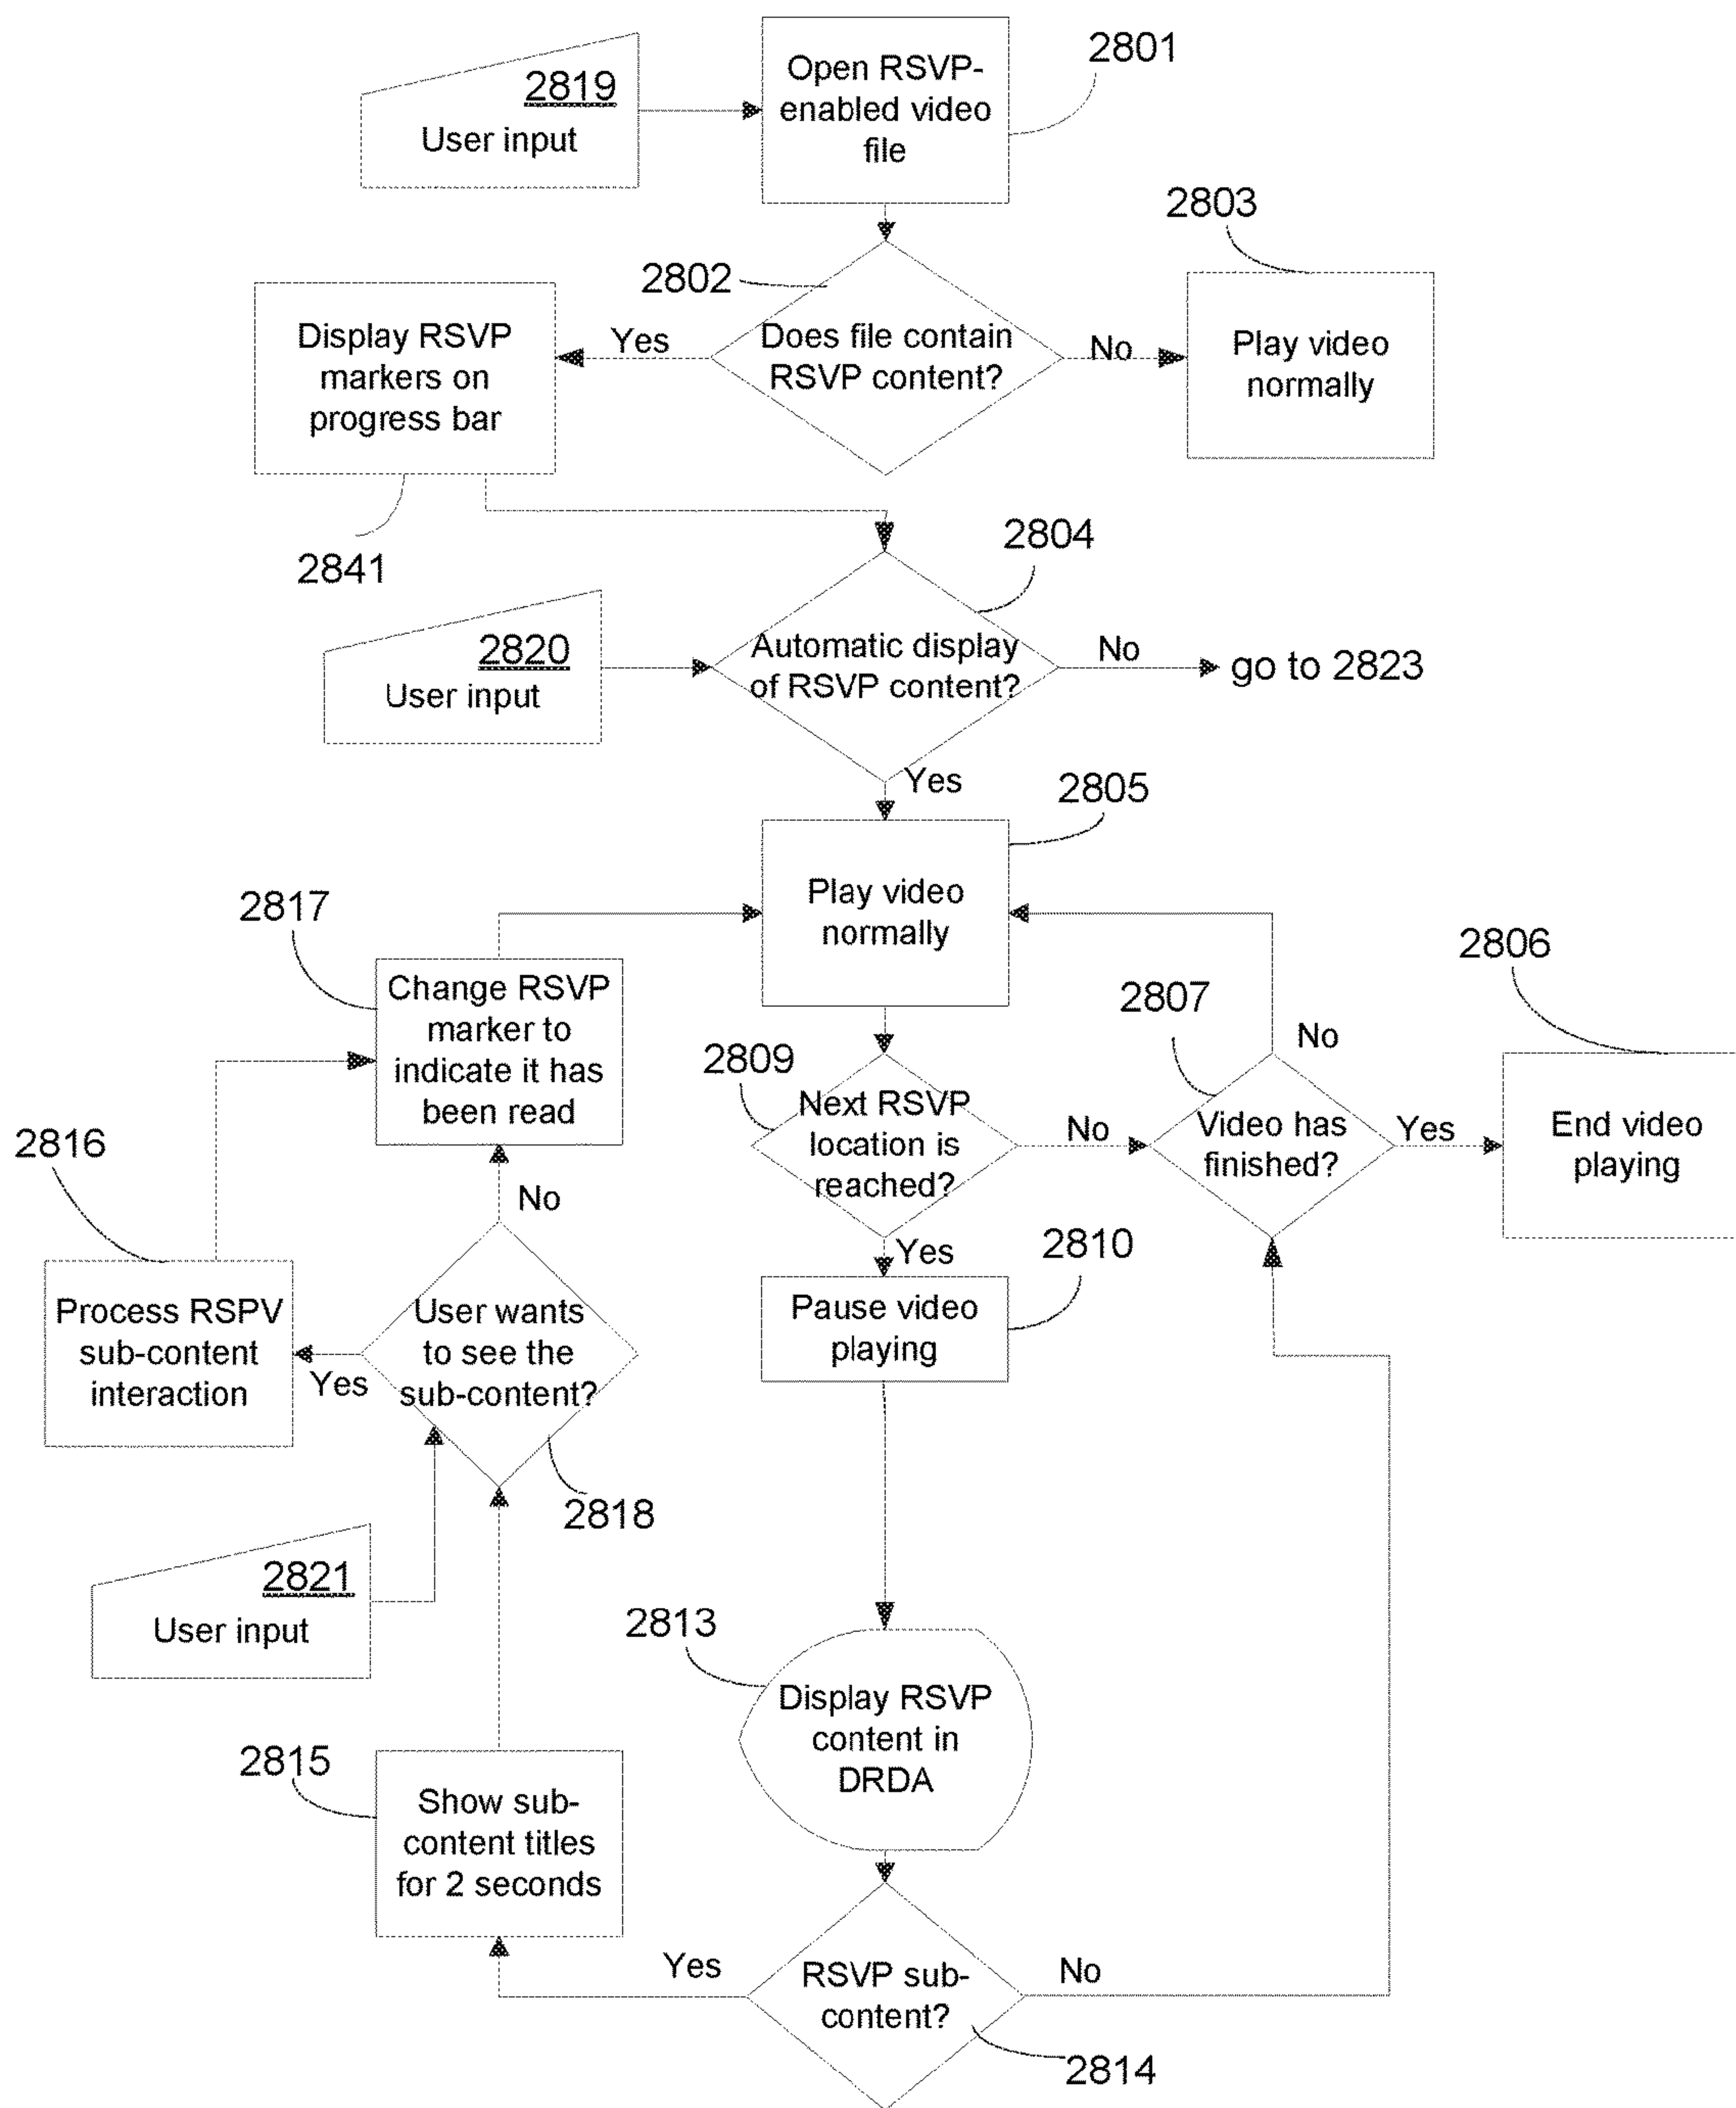 2819
User input
Open RSVP-
enabled video
file
2801
2803
2802
Display RSVP
markers on
progress bar
Yes
Does file contain
RSVP content?
No
Play video
normally
2841
2804
2820
User input
Automatic display
of RSVP content?
No
go to 2823
Yes
2805
2817
Play video
normally
2806
Change RSVP
marker to
indicate it has
been read
2807
No
2809
Next RSVP
location is
reached?
No
Video has
finished?
Yes
End video
playing
2816
No
Yes
2810
Process RSPV
sub-content
interaction
Yes
User wants
to see the
sub-content?
Pause video
playing
2818
2821
User input
2813
Display RSVP
content in
DRDA
2815
Show sub-
content titles
for 2 seconds
Yes
RSVP sub-
content?
No
2814